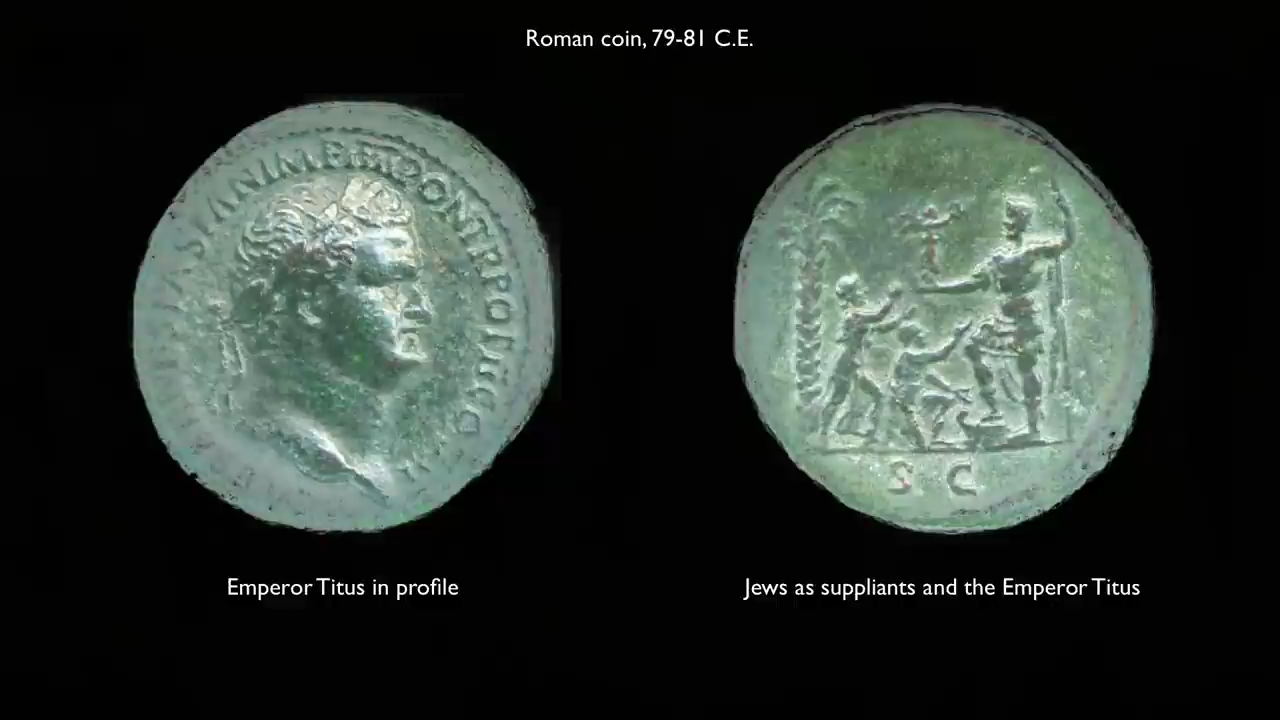 Roman coin, 79-81 C.E.
S C
Emperor Titus in profile
Jews as suppliants and the Emperor Titus